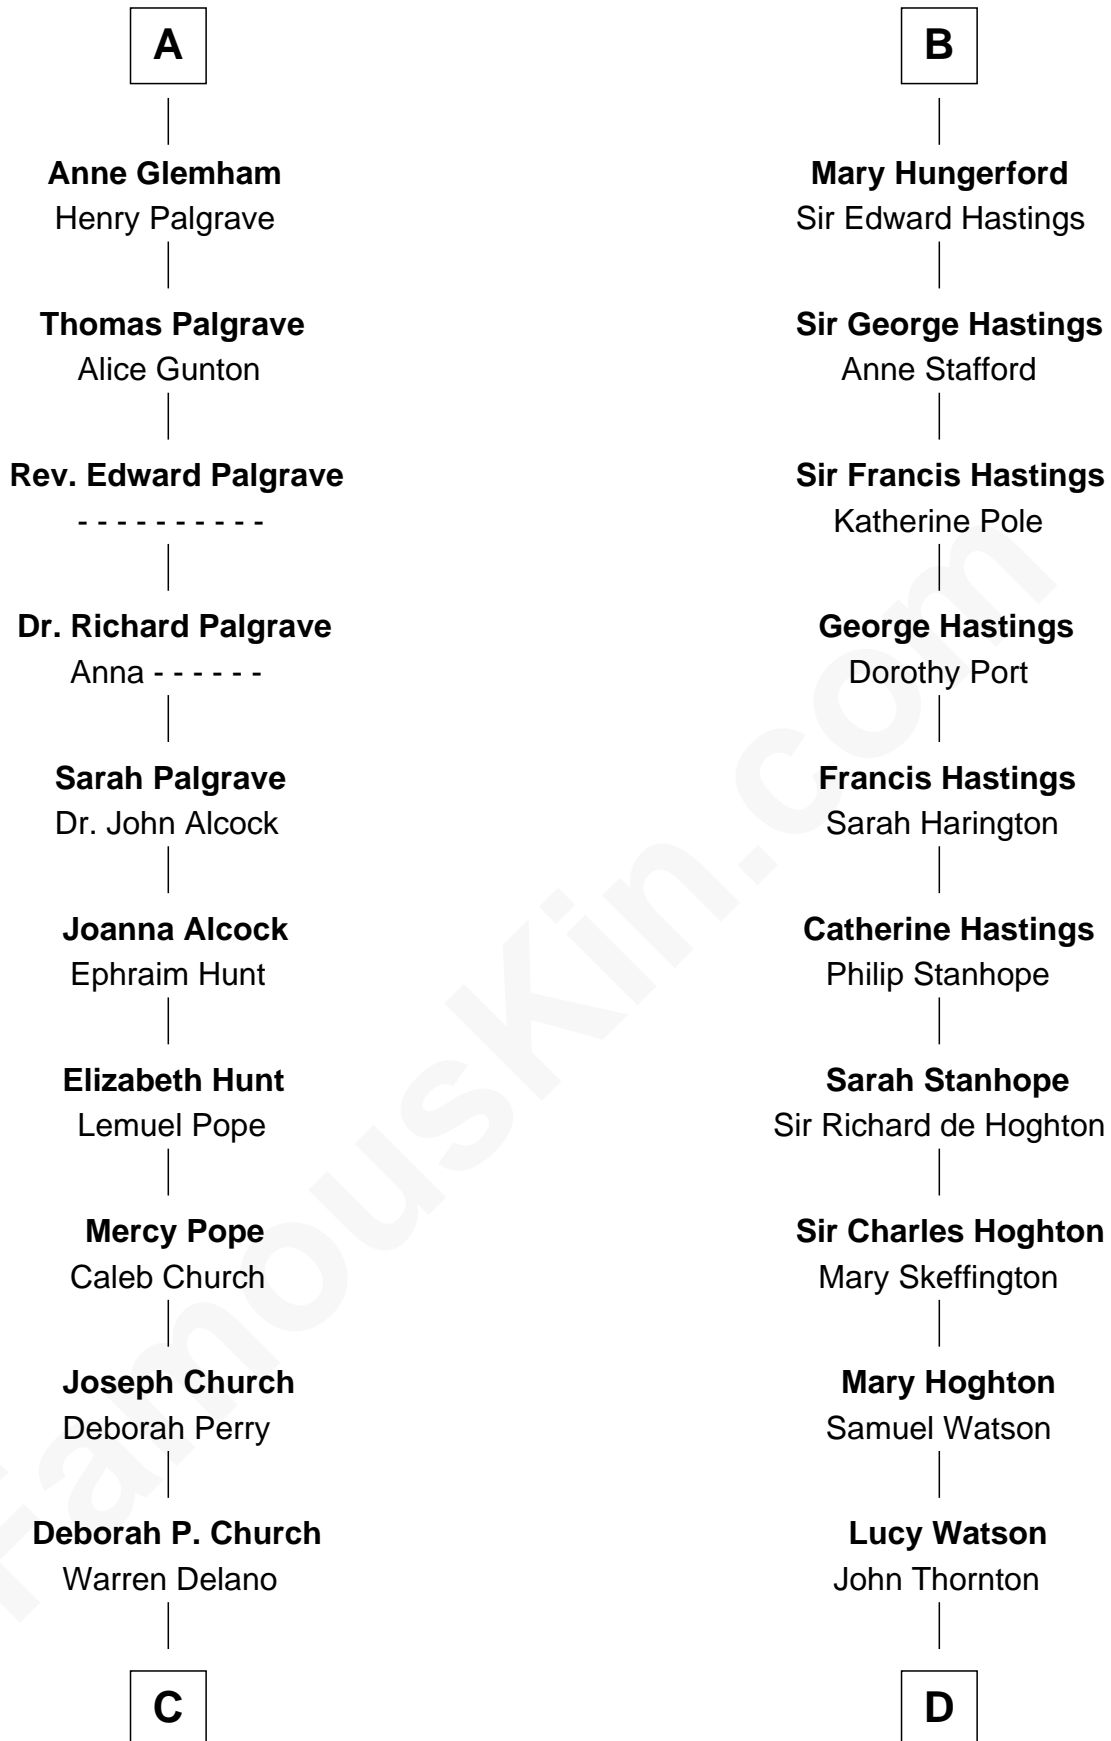 A
Anne Glemham
Henry Palgrave
Thomas Palgrave
Alice Gunton
Rev. Edward Palgrave
- - - - - - - - - -
Dr. Richard Palgrave
Anna - - - - - -
Sarah Palgrave
Dr. John Alcock
Joanna Alcock
Ephraim Hunt
Elizabeth Hunt
Lemuel Pope
Mercy Pope
Caleb Church
Joseph Church
Deborah Perry
Deborah P. Church
Warren Delano
C
B
Mary Hungerford
Sir Edward Hastings
Sir George Hastings
Anne Stafford
Sir Francis Hastings
Katherine Pole
George Hastings
Dorothy Port
Francis Hastings
Sarah Harington
Catherine Hastings
Philip Stanhope
Sarah Stanhope
Sir Richard de Hoghton
Sir Charles Hoghton
Mary Skeffington
Mary Hoghton
Samuel Watson
Lucy Watson
John Thornton
D
FamousKin.com